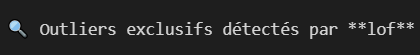 🔍 Outliers exclusifs détectés par **lof**